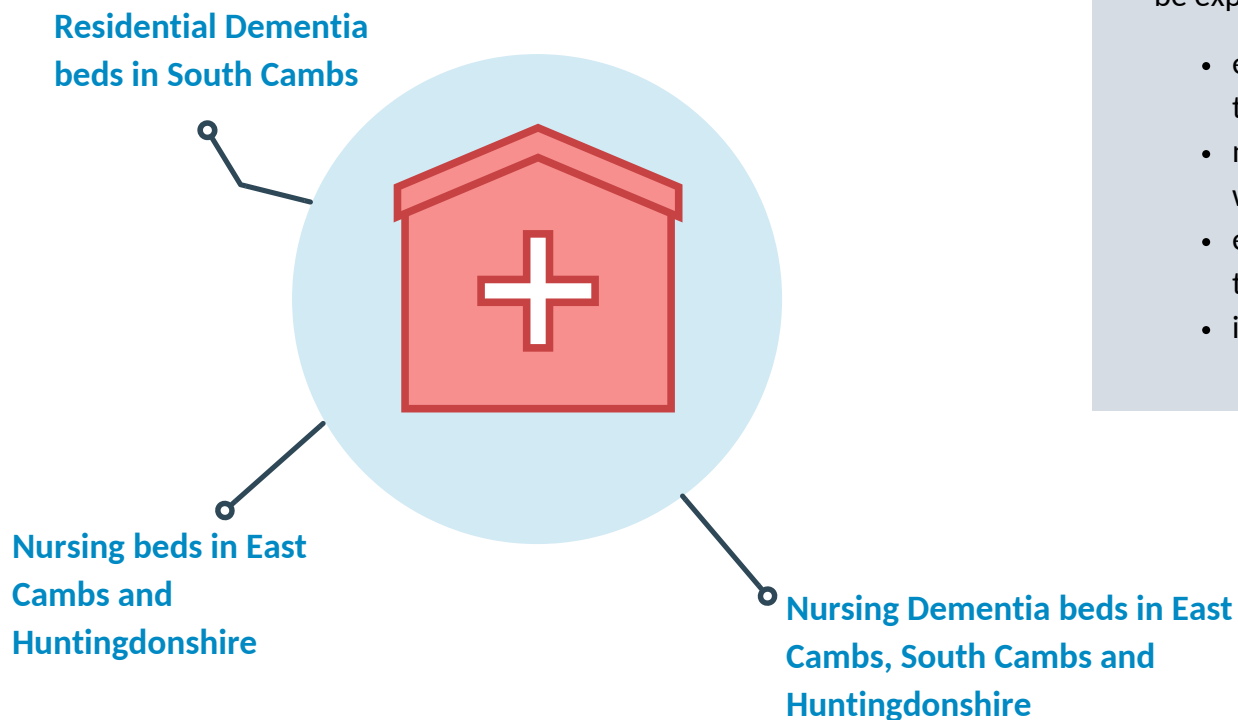 Residential Dementia
beds in South Cambs
Nursing beds in East
Cambs and
Huntingdonshire
Nursing Dementia beds in East
Cambs, South Cambs and
Huntingdonshire